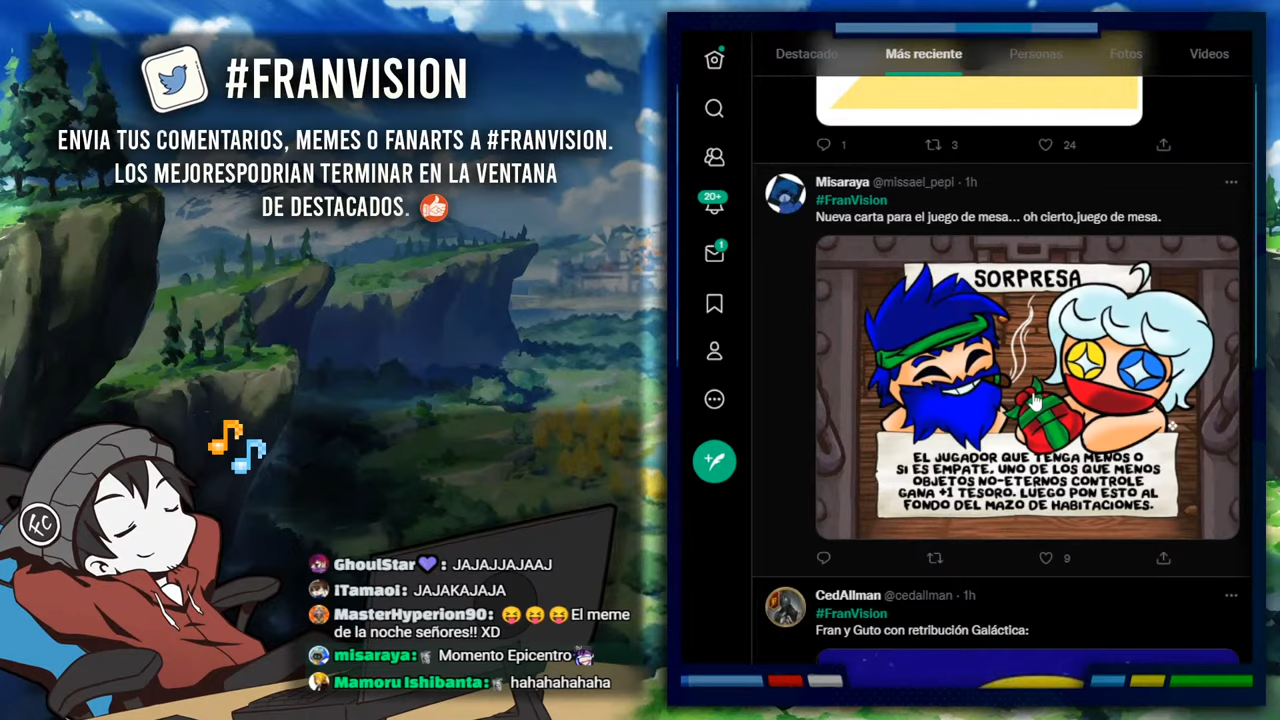 #FRANVISION
ENVIA TUS COMENTARIOS, MEMES O FANARTS A #FRANVISION.
LOS MEJORESPODRIAN TERMINAR EN LA VENTANA
DE DESTACADOS.
GhoulStar💜: JAJAJJAJAAJ
ITamaoi: JAJAKAJAJA
MasterHyperion90: 😝😝😝El meme
de la noche señores!! XD
misaraya: Momento Epicentro
Mamoru Ishibanta: hahahahahaha
Destacado Más reciente Personas Fotos Videos
1 3 24
20+
1
Misaraya @missael_pepi · 1h
#FranVision
Nueva carta para el juego de mesa... oh cierto,juego de mesa.
SORPRESA
EL JUGADOR QUE TENGA MENOS O
SI ES EMPATE, UNO DE LOS QUE MENOS
OBJETOS NO-ETERNOS CONTROLE
GANA +1 TESORO. LUEGO PON ESTO AL
FONDO DEL MAZO DE HABITACIONES.
9
CedAllman @cedallman · 1h
#FranVision
Fran y Guto con retribución Galáctica: